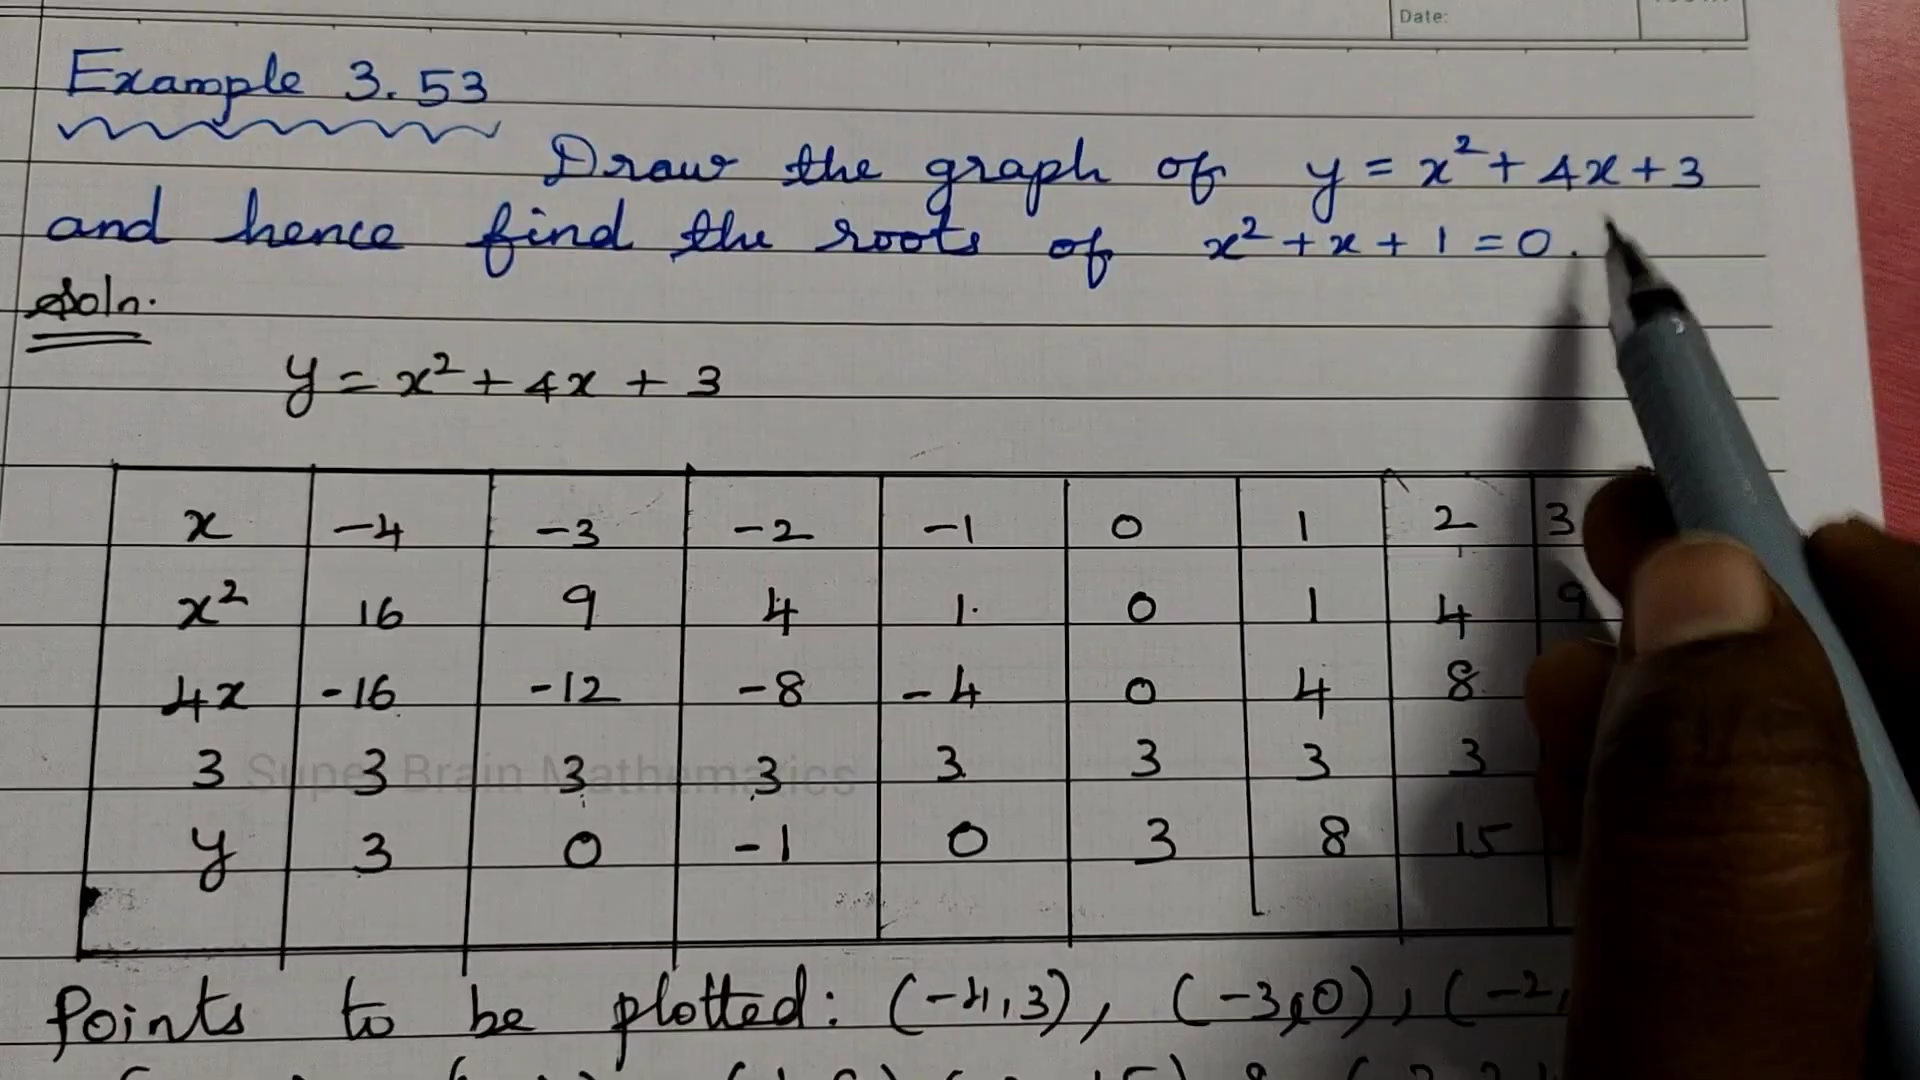 Date:
Example 3.53
Draw the graph of y = x² + 4x + 3
and hence find the roots of x² + x + 1 = 0.
Soln.
y = x² + 4x + 3
x -4 -3 -2 -1 0 1 2 3
x² 16 9 4 1 0 1 4 9
4x -16 -12 -8 -4 0 4 8
3 3 3 3 3 3 3 3
Super Brain Mathematics
y 3 0 -1 0 3 8 15
Points to be plotted: (-4,3), (-3,0), (-2,